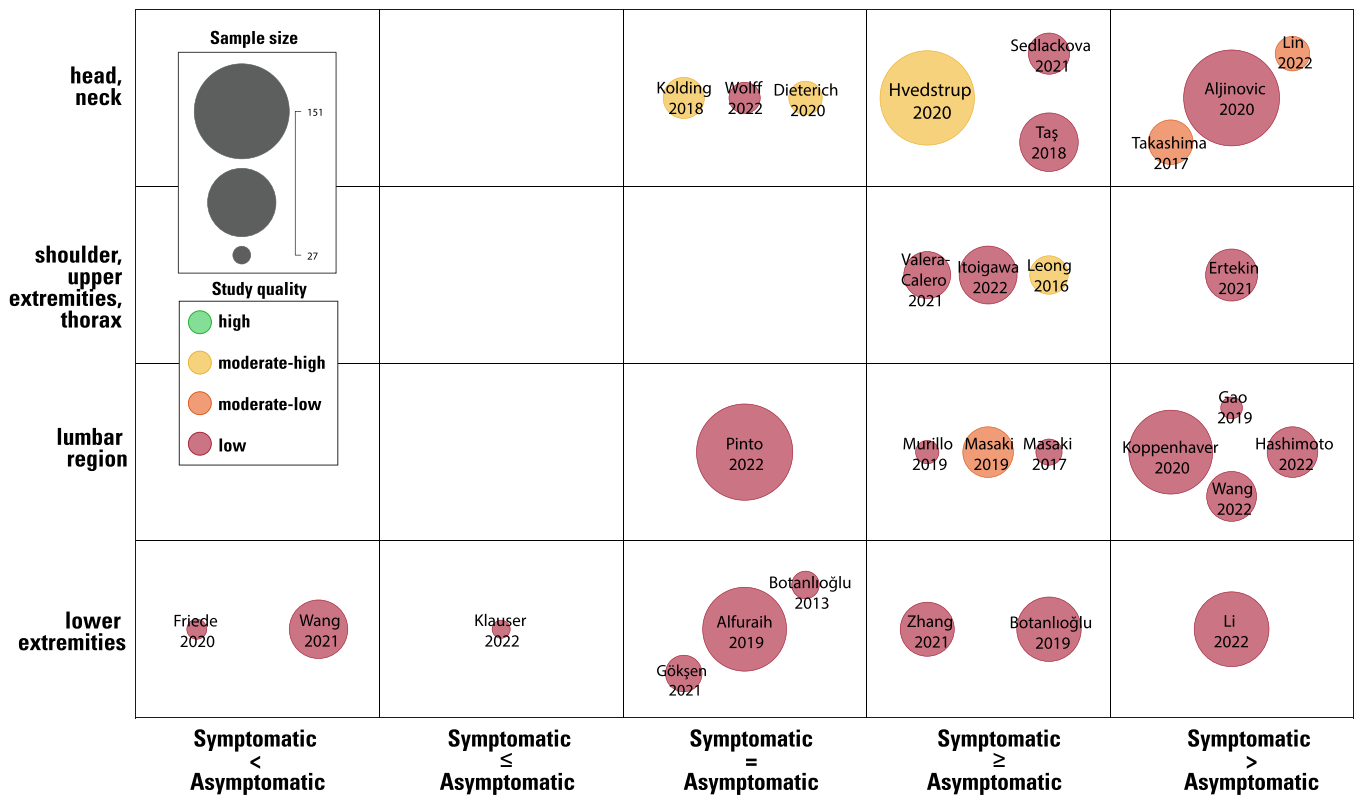 Sample size
151
27
Study quality
high
moderate-high
moderate-low
low
head,
neck
Kolding
2018
Wolff
2022
Dieterich
2020
Hvedstrup
2020
Sedlackova
2021
Taş
2018
Lin
2022
Aljinovic
2020
Takashima
2017
shoulder,
upper
extremities,
thorax
Valera-
Calero
2021
Itoigawa
2022
Leong
2016
Ertekin
2021
lumbar
region
Pinto
2022
Murillo
2019
Masaki
2019
Masaki
2017
Gao
2019
Koppenhaver
2020
Hashimoto
2022
Wang
2022
lower
extremities
Friede
2020
Wang
2021
Klauser
2022
Botanlıoğlu
2013
Alfuraih
2019
Gökşen
2021
Zhang
2021
Botanlıoğlu
2019
Li
2022
Symptomatic
<
Asymptomatic
Symptomatic
≤
Asymptomatic
Symptomatic
=
Asymptomatic
Symptomatic
≥
Asymptomatic
Symptomatic
>
Asymptomatic